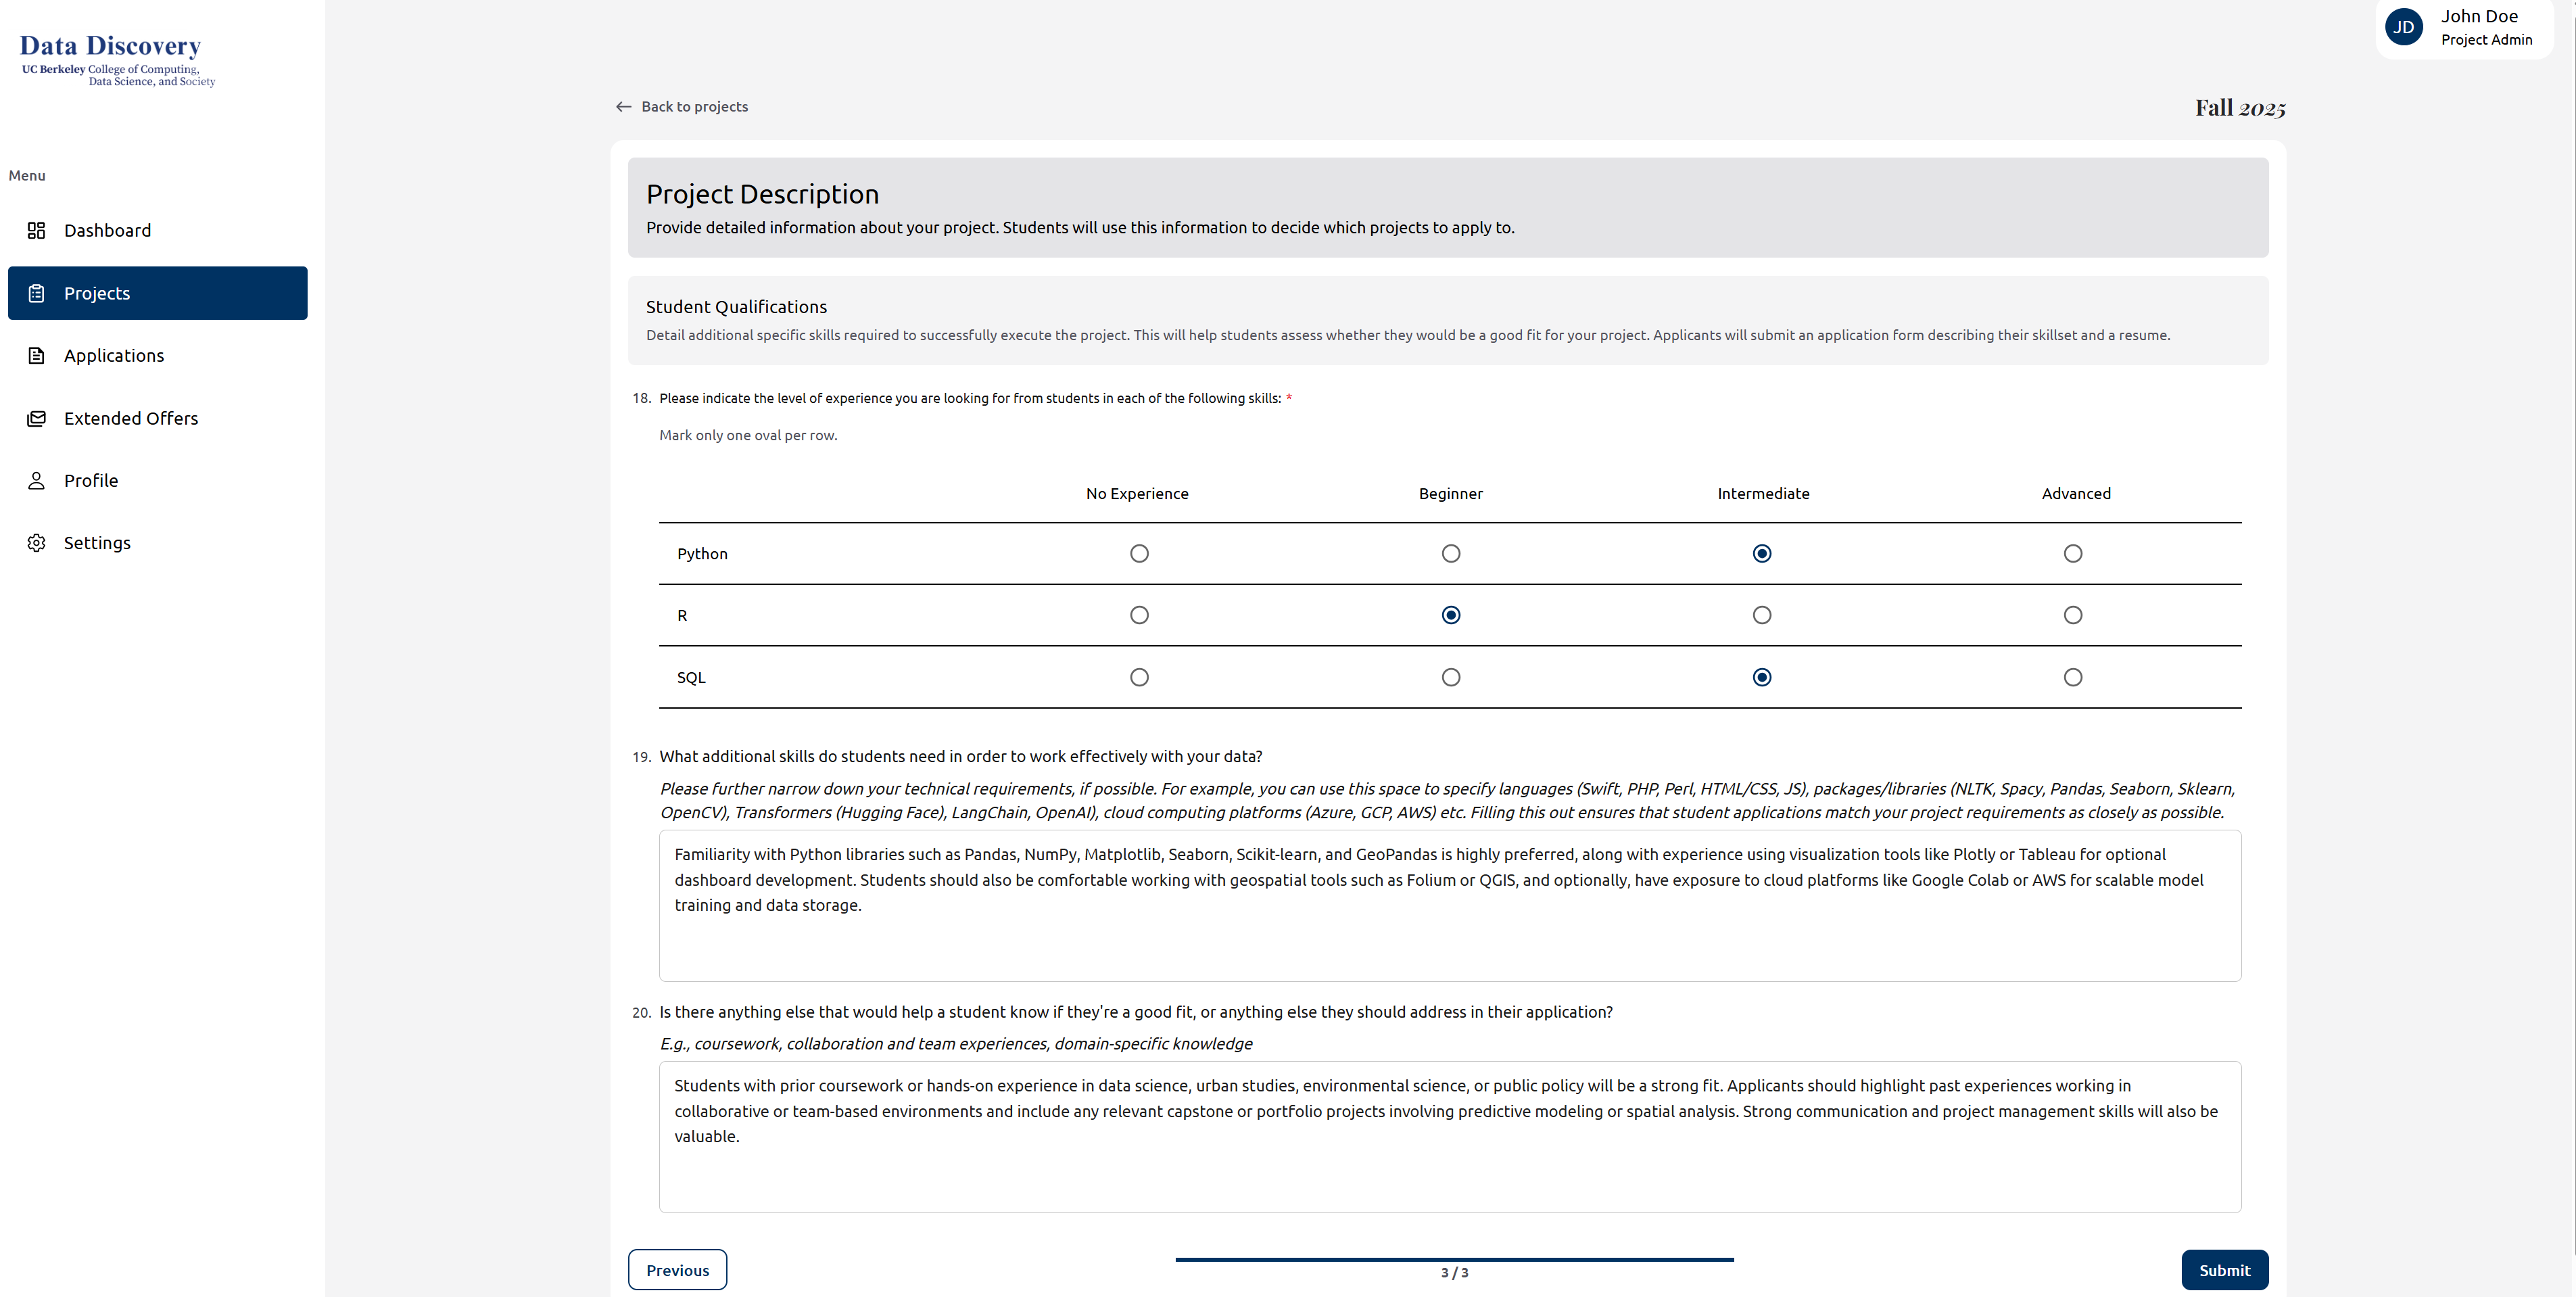 Data Discovery
UC Berkeley College of Computing,
Data Science, and Society
JD
John Doe
Project Admin
Menu
Dashboard
Projects
Applications
Extended Offers
Profile
Settings
Back to projects
Fall 2025
Project Description
Provide detailed information about your project. Students will use this information to decide which projects to apply to.
Student Qualifications
Detail additional specific skills required to successfully execute the project. This will help students assess whether they would be a good fit for your project. Applicants will submit an application form describing their skillset and a resume.
18. Please indicate the level of experience you are looking for from students in each of the following skills: *
Mark only one oval per row.
No Experience Beginner Intermediate Advanced
Python
R
SQL
19. What additional skills do students need in order to work effectively with your data?
Please further narrow down your technical requirements, if possible. For example, you can use this space to specify languages (Swift, PHP, Perl, HTML/CSS, JS), packages/libraries (NLTK, Spacy, Pandas, Seaborn, Sklearn,
OpenCV), Transformers (Hugging Face), LangChain, OpenAI), cloud computing platforms (Azure, GCP, AWS) etc. Filling this out ensures that student applications match your project requirements as closely as possible.
Familiarity with Python libraries such as Pandas, NumPy, Matplotlib, Seaborn, Scikit-learn, and GeoPandas is highly preferred, along with experience using visualization tools like Plotly or Tableau for optional
dashboard development. Students should also be comfortable working with geospatial tools such as Folium or QGIS, and optionally, have exposure to cloud platforms like Google Colab or AWS for scalable model
training and data storage.
20. Is there anything else that would help a student know if they're a good fit, or anything else they should address in their application?
E.g., coursework, collaboration and team experiences, domain-specific knowledge
Students with prior coursework or hands-on experience in data science, urban studies, environmental science, or public policy will be a strong fit. Applicants should highlight past experiences working in
collaborative or team-based environments and include any relevant capstone or portfolio projects involving predictive modeling or spatial analysis. Strong communication and project management skills will also be
valuable.
Previous
3 / 3
Submit